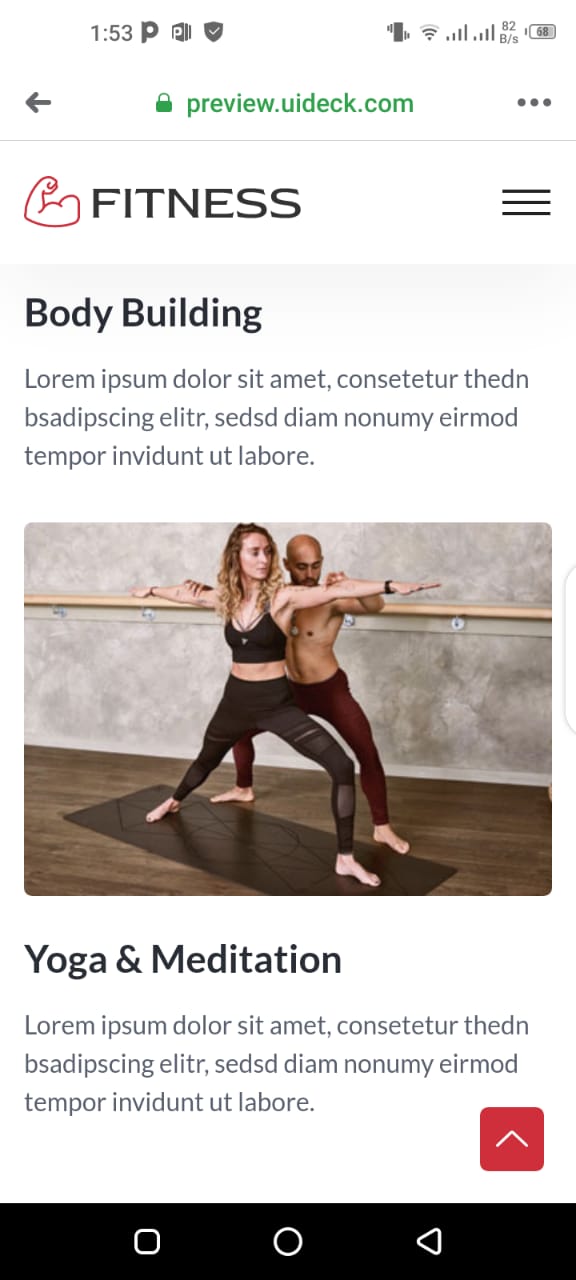 1:53
82
B/s
68
preview.uideck.com
FITNESS
Body Building
Lorem ipsum dolor sit amet, consetetur thedn
bsadipscing elitr, sedsd diam nonumy eirmod
tempor invidunt ut labore.
Yoga & Meditation
Lorem ipsum dolor sit amet, consetetur thedn
bsadipscing elitr, sedsd diam nonumy eirmod
tempor invidunt ut labore.